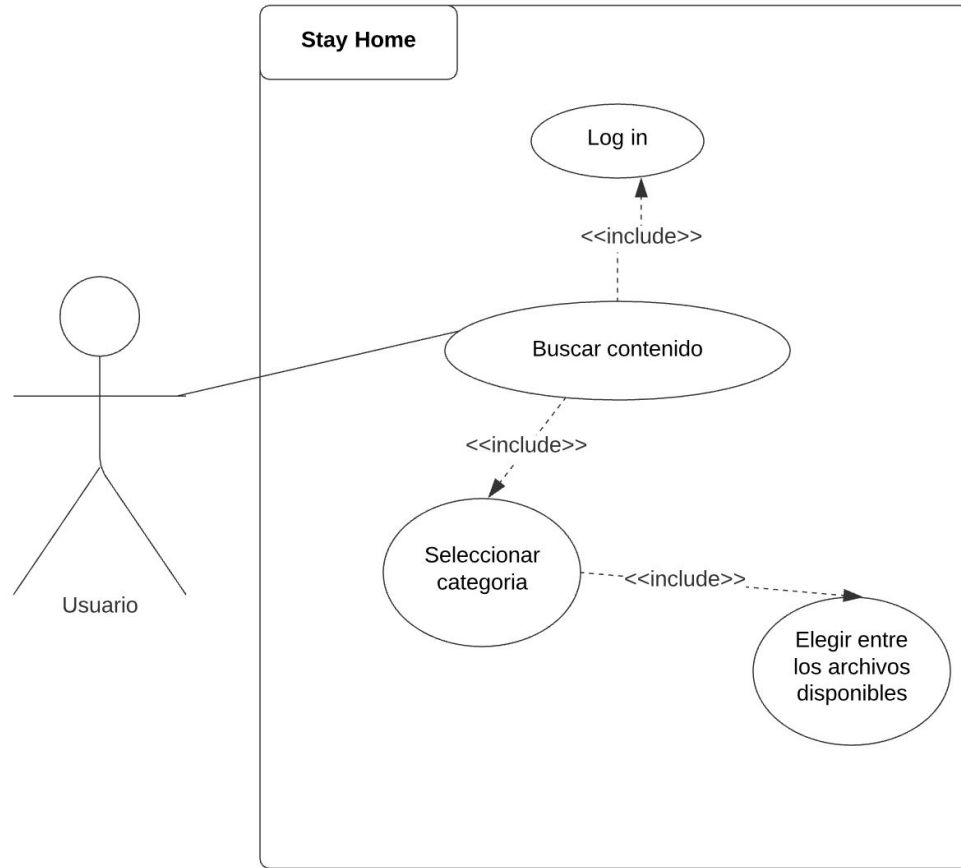 Stay Home
Log in
<<include>>
Buscar contenido
<<include>>
Seleccionar
categoria
<<include>>
Usuario
Elegir entre
los archivos
disponibles